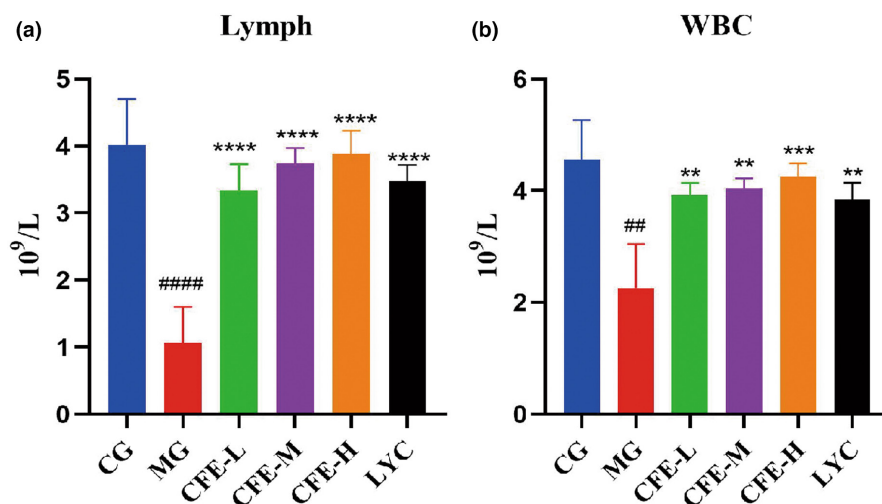 (a)
Lymph
10⁹/L
5
4
3
2
1
0
####
****
****
****
****
CG
MG
CFE-L
CFE-M
CFE-H
LYC
(b)
WBC
10⁹/L
6
4
2
0
##
**
**
***
**
CG
MG
CFE-L
CFE-M
CFE-H
LYC